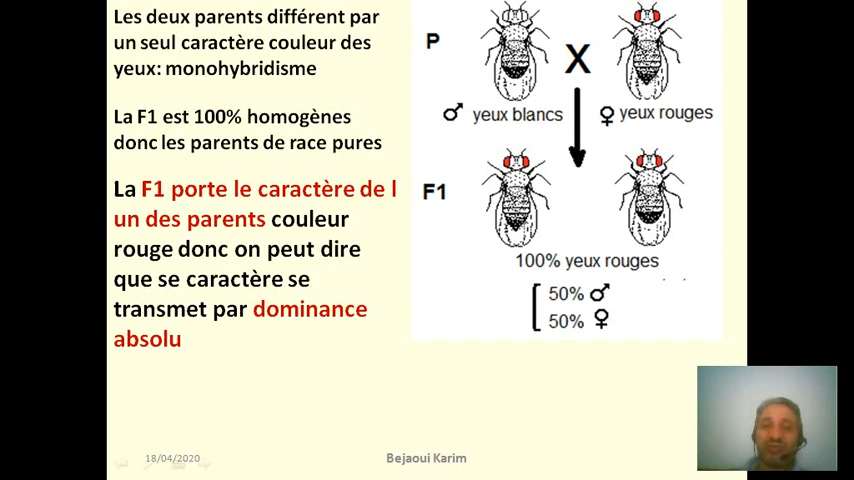 Les deux parents différent par
un seul caractère couleur des
yeux: monohybridisme
La F1 est 100% homogènes
donc les parents de race pures
La F1 porte le caractère de l
un des parents couleur
rouge donc on peut dire
que se caractère se
transmet par dominance
absolu
P
X
♂ yeux blancs
♀ yeux rouges
F1
100% yeux rouges
50% ♂
50% ♀
18/04/2020
Bejaoui Karim